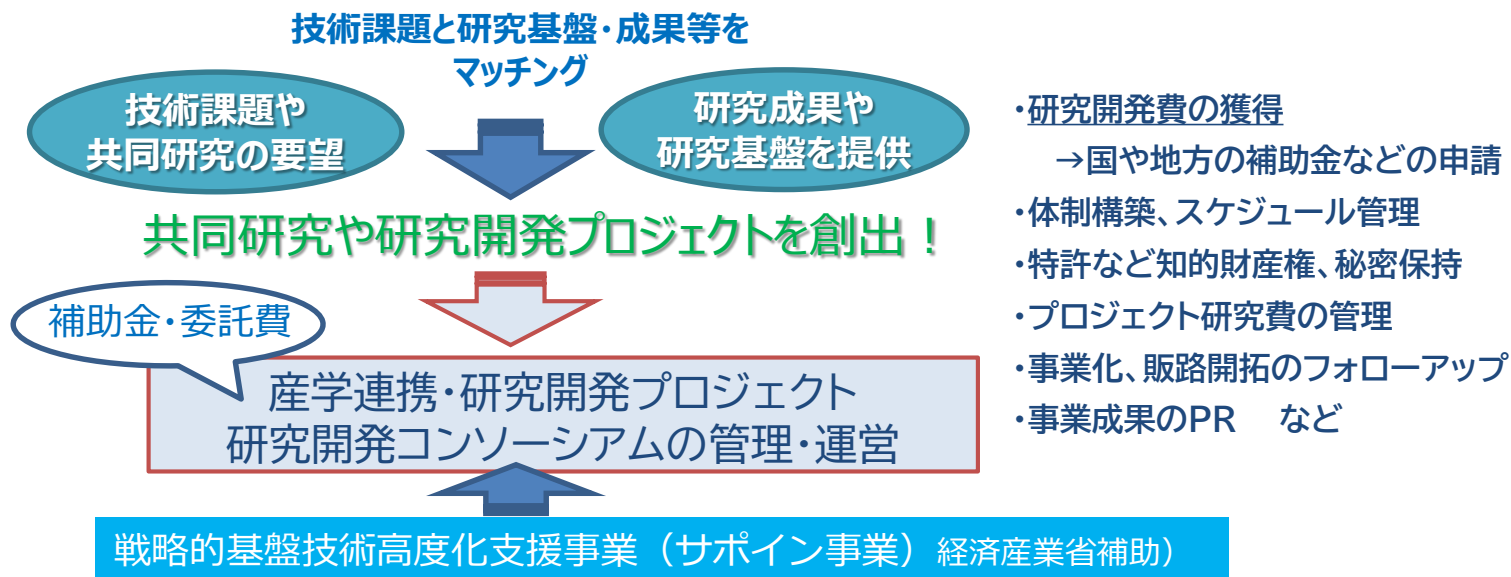 技術課題と研究基盤・成果等を
マッチング
技術課題や
共同研究の要望
研究成果や
研究基盤を提供
共同研究や研究開発プロジェクトを創出！
補助金・委託費
産学連携・研究開発プロジェクト
研究開発コンソーシアムの管理・運営
戦略的基盤技術高度化支援事業（サポイン事業）経済産業省補助）
・研究開発費の獲得
→国や地方の補助金などの申請
・体制構築、スケジュール管理
・特許など知的財産権、秘密保持
・プロジェクト研究費の管理
・事業化、販路開拓のフォローアップ
・事業成果のPR　など